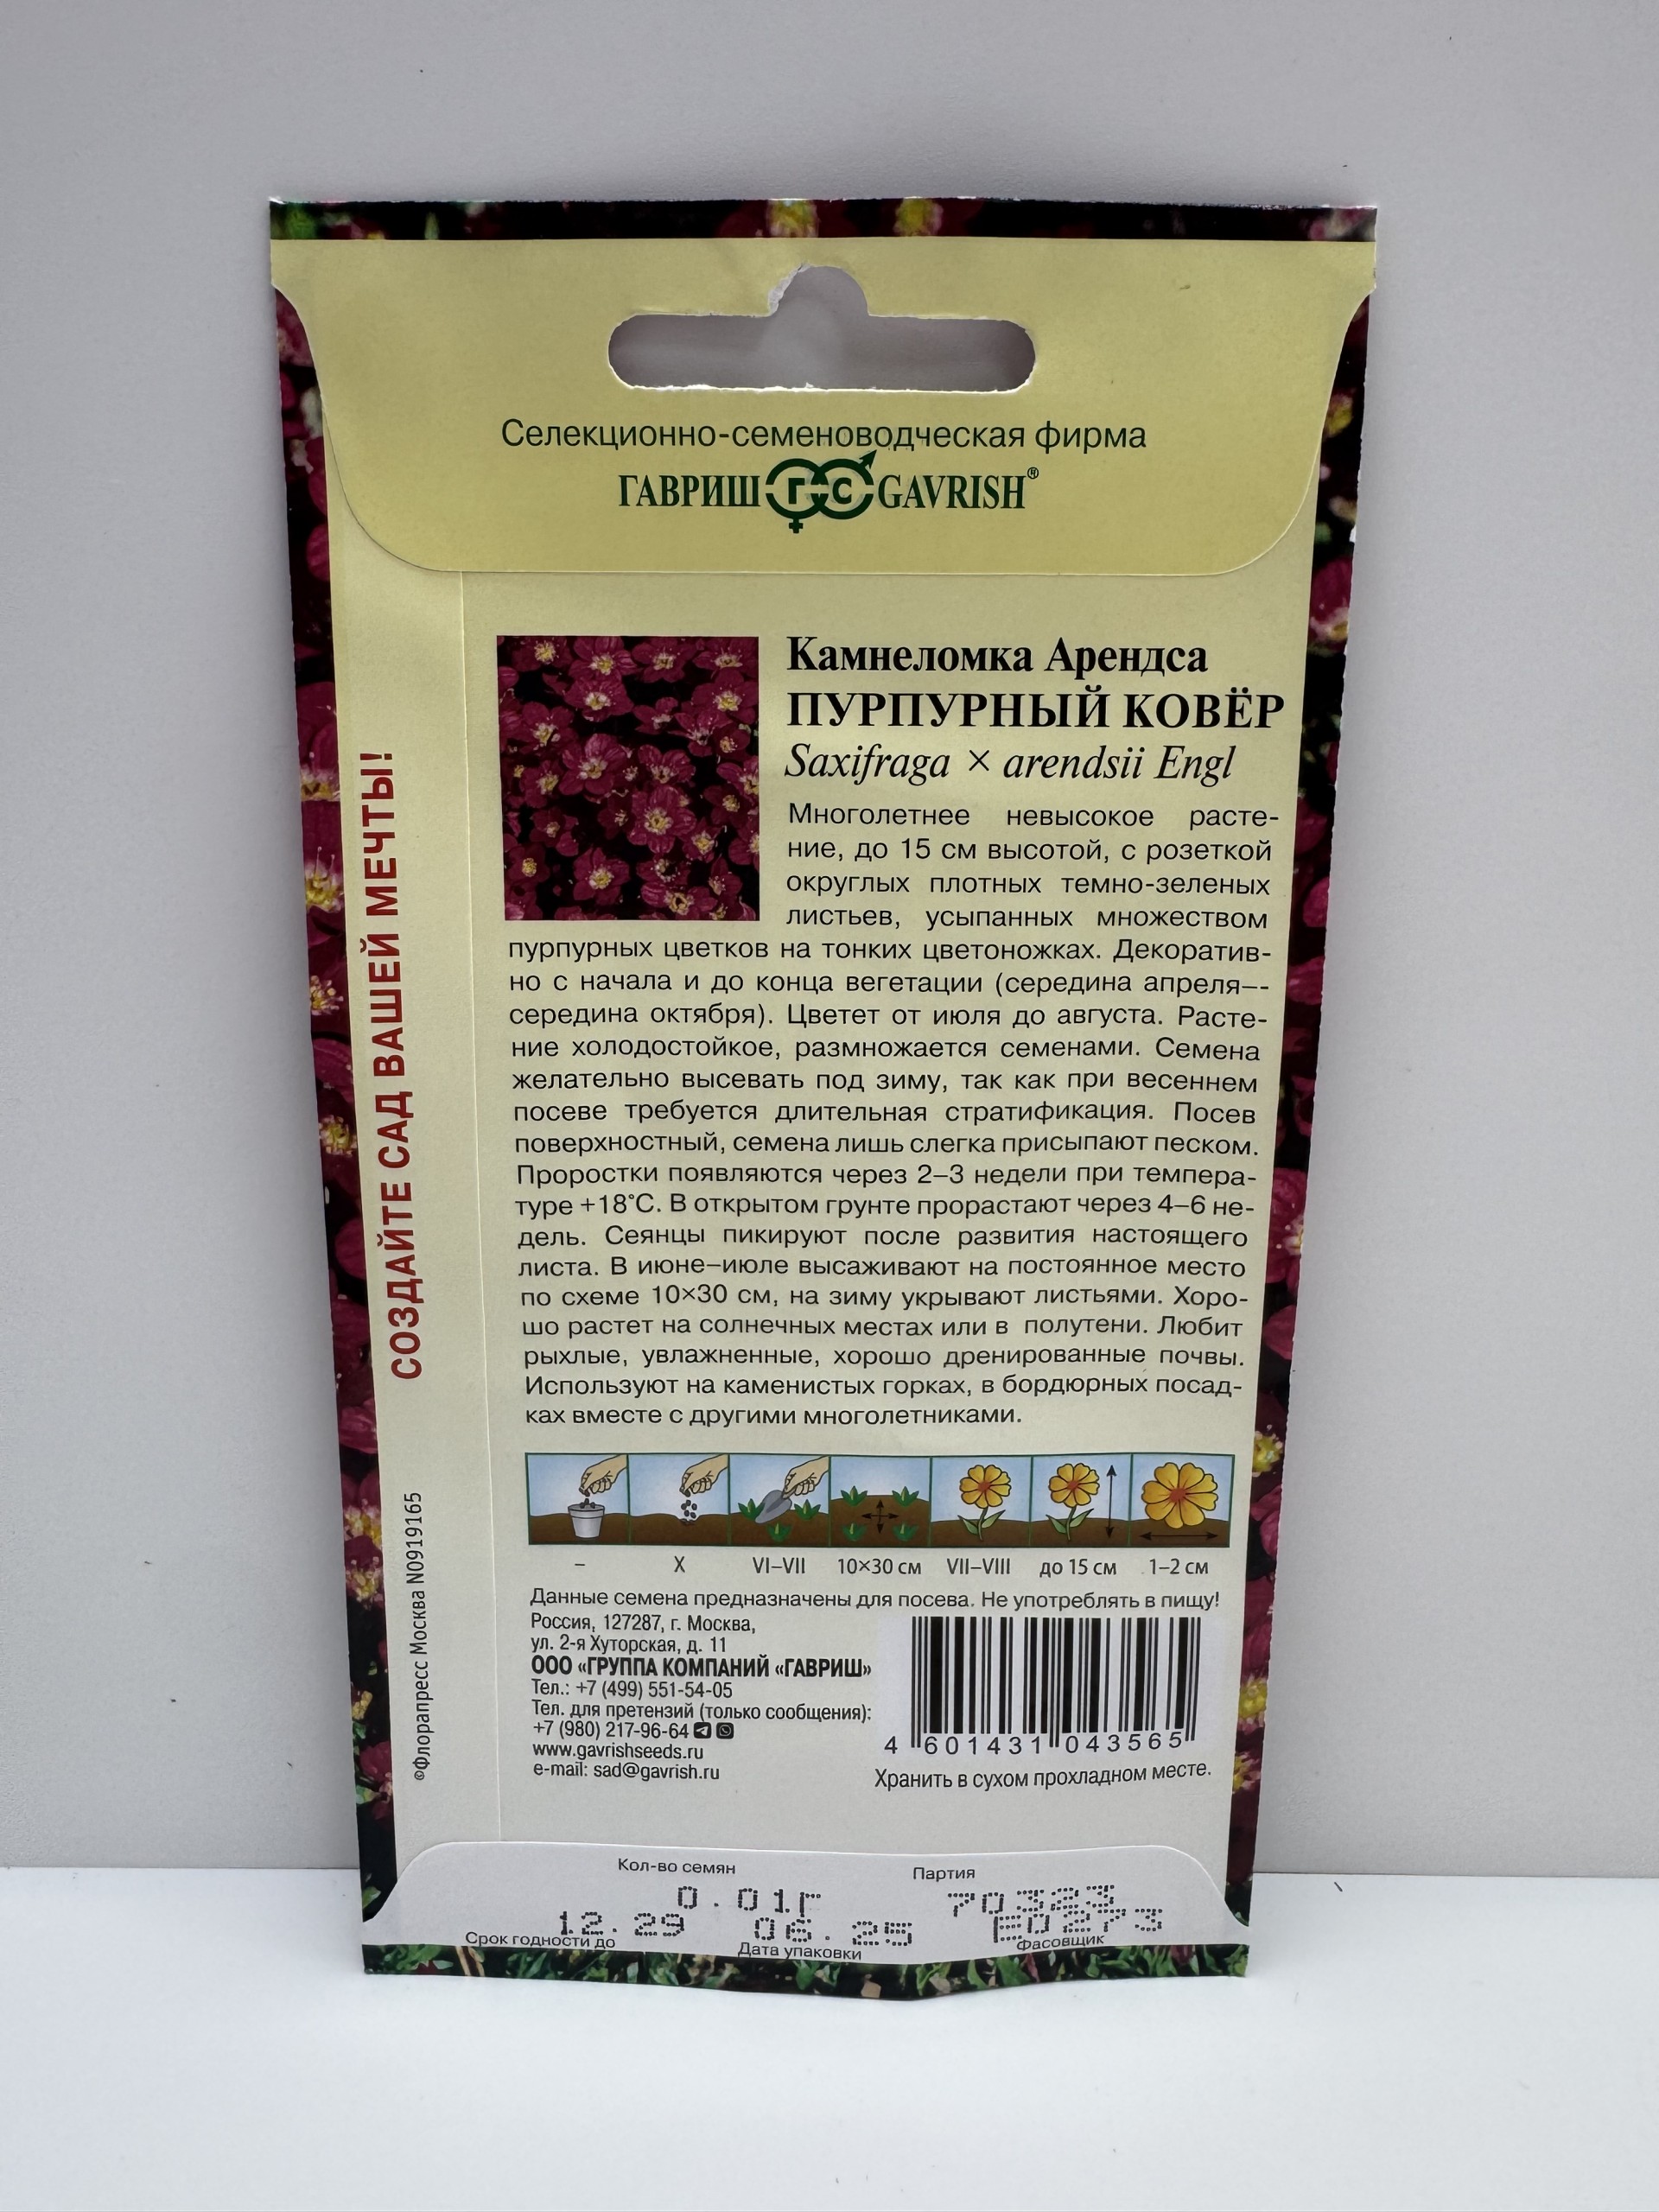 Селекционно-семеноводческая фирма
ГАВРИШ ГС GAVRISH®
Камнеломка Арендса
ПУРПУРНЫЙ КОВЁР
Saxifraga × arendsii Engl
Многолетнее невысокое расте-
ние, до 15 см высотой, с розеткой
округлых плотных темно-зеленых
листьев, усыпанных множеством
пурпурных цветков на тонких цветоножках. Декоратив-
но с начала и до конца вегетации (середина апреля–-
середина октября). Цветет от июля до августа. Расте-
ние холодостойкое, размножается семенами. Семена
желательно высевать под зиму, так как при весеннем
посеве требуется длительная стратификация. Посев
поверхностный, семена лишь слегка присыпают песком.
Проростки появляются через 2–3 недели при темпера-
туре +18°С. В открытом грунте прорастают через 4–6 не-
дель. Сеянцы пикируют после развития настоящего
листа. В июне–июле высаживают на постоянное место
по схеме 10×30 см, на зиму укрывают листьями. Хоро-
шо растет на солнечных местах или в полутени. Любит
рыхлые, увлажненные, хорошо дренированные почвы.
Используют на каменистых горках, в бордюрных посад-
ках вместе с другими многолетниками.
– X VI–VII 10×30 см VII–VIII до 15 см 1–2 см
Данные семена предназначены для посева. Не употреблять в пищу!
Россия, 127287, г. Москва,
ул. 2-я Хуторская, д. 11
ООО «ГРУППА КОМПАНИЙ «ГАВРИШ»
Тел.: +7 (499) 551-54-05
Тел. для претензий (только сообщения):
+7 (980) 217-96-64
www.gavrishseeds.ru
e-mail: sad@gavrish.ru
4 601431 043565
Хранить в сухом прохладном месте.
СОЗДАЙТЕ САД ВАШЕЙ МЕЧТЫ!
©Флорапресс Москва N0919165
Кол-во семян Партия
0.01г 70323
12.29 06.25 E0273
Срок годности до Дата упаковки Фасовщик